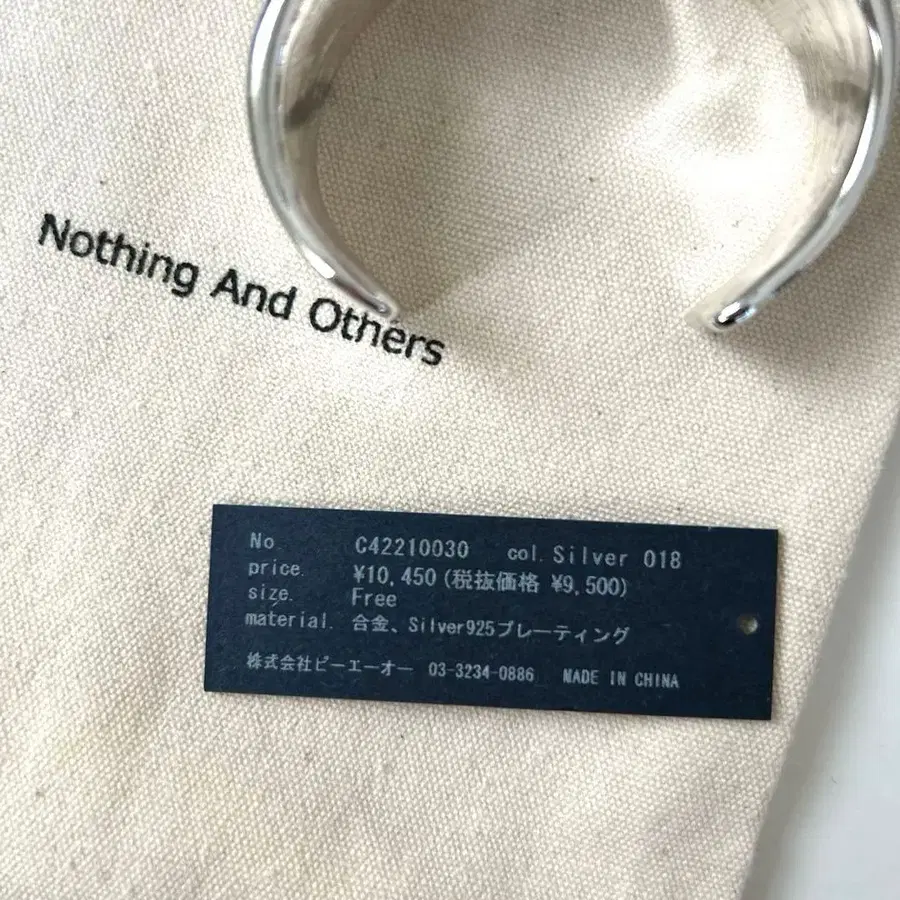 Nothing And Others
No. C42210030 col. Silver 018
price. ¥10,450 (税抜価格 ¥9,500)
size. Free
material. 合金、Silver925プレーティング
株式会社ピーエーオー 03-3234-0886 MADE IN CHINA